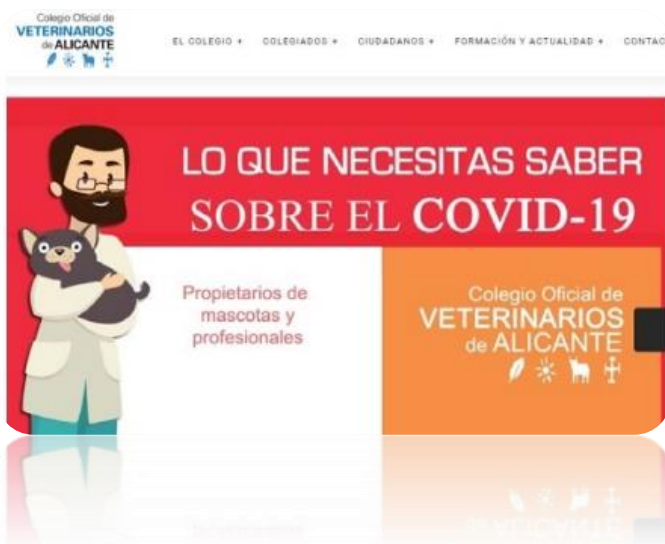 Colegio Oficial de
VETERINARIOS
de ALICANTE
EL COLEGIO +
COLEGIADOS +
CIUDADANOS +
FORMACIÓN Y ACTUALIDAD +
CONTAC
LO QUE NECESITAS SABER
SOBRE EL COVID-19
Propietarios de
mascotas y
profesionales
Colegio Oficial de
VETERINARIOS
de ALICANTE